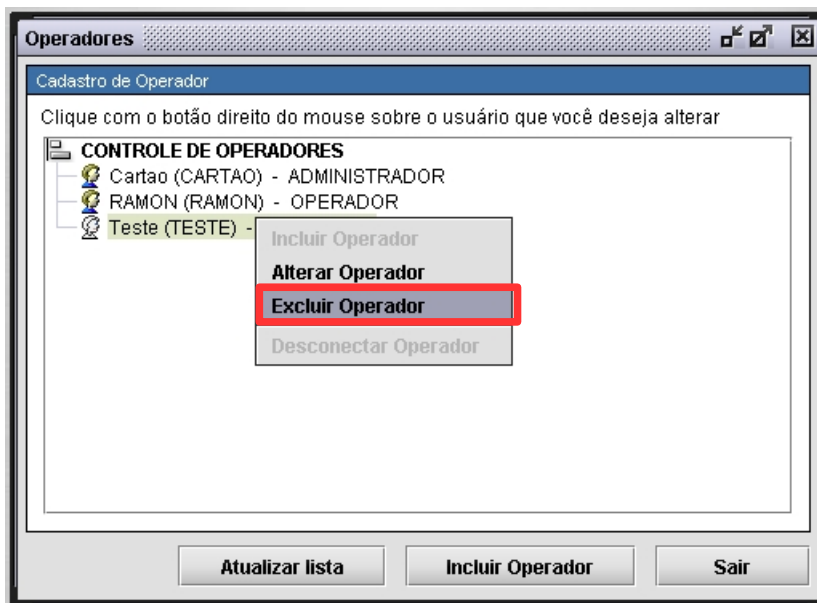 Operadores
Cadastro de Operador
Clique com o botão direito do mouse sobre o usuário que você deseja alterar
CONTROLE DE OPERADORES
Cartao (CARTAO) - ADMINISTRADOR
RAMON (RAMON) - OPERADOR
Teste (TESTE) -
Incluir Operador
Alterar Operador
Excluir Operador
Desconectar Operador
Atualizar lista Incluir Operador Sair